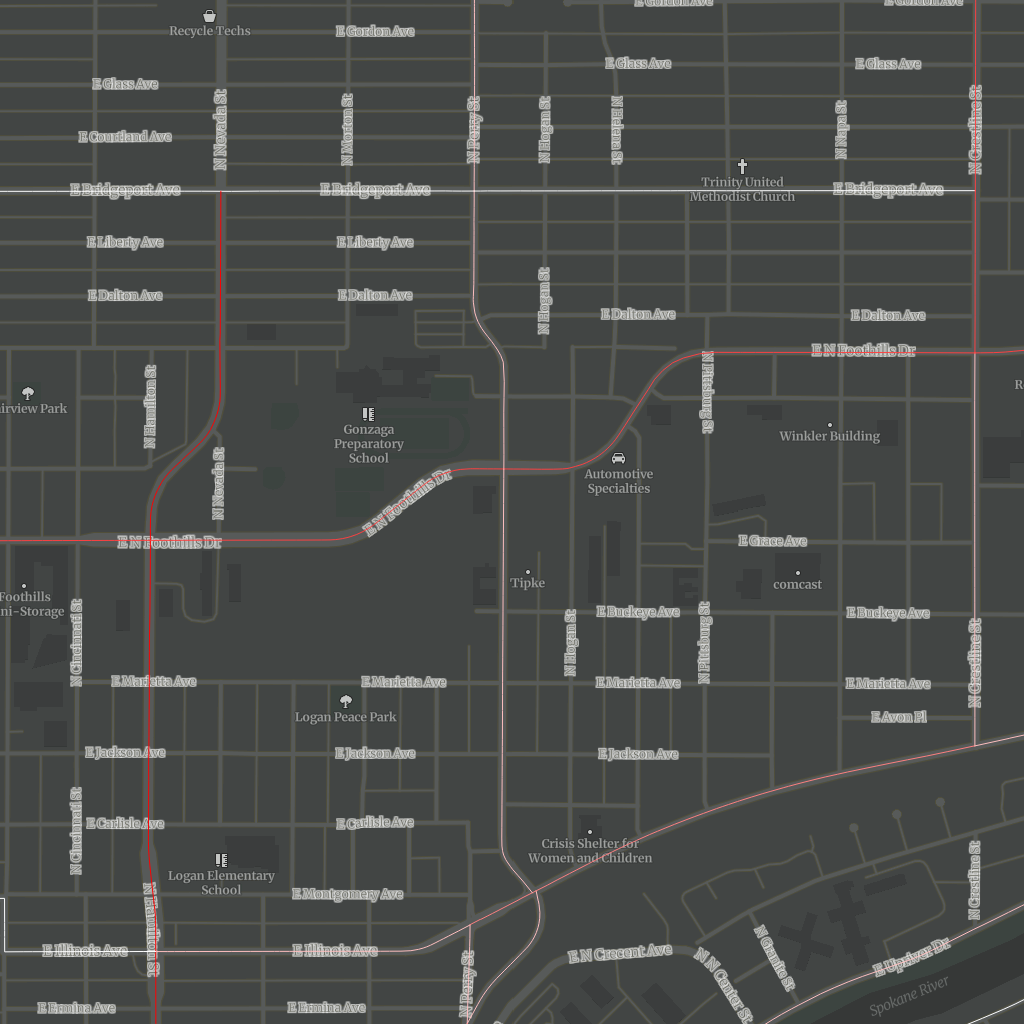 E Gordon Ave
E Gordon Ave
Recycle Techs
E Gordon Ave
E Glass Ave
E Glass Ave
E Glass Ave
N Nevada St
N Morton St
N Perry St
N Hogan St
N Helena St
N Napa St
N Crestline St
E Courtland Ave
Trinity United
Methodist Church
E Bridgeport Ave
E Bridgeport Ave
E Bridgeport Ave
E Liberty Ave
E Liberty Ave
E Dalton Ave
E Dalton Ave
N Hogan St
E Dalton Ave
E Dalton Ave
E N Foothills Dr
N Hamilton St
N Pittsburg St
irview Park
Gonzaga
Preparatory
School
Winkler Building
N Nevada St
E N Foothills Dr
Automotive
Specialties
E N Foothills Dr
E Grace Ave
Foothills
ni-Storage
Tipke
comcast
N Cincinnati St
E Buckeye Ave
E Buckeye Ave
N Hogan St
N Pittsburg St
N Crestline St
E Marietta Ave
E Marietta Ave
E Marietta Ave
E Marietta Ave
Logan Peace Park
E Avon Pl
E Jackson Ave
E Jackson Ave
E Jackson Ave
N Cincinnati St
E Carlisle Ave
E Carlisle Ave
Crisis Shelter for
Women and Children
Logan Elementary
School
E Montgomery Ave
N Crestline St
N Hamilton St
E Illinois Ave
E Illinois Ave
N Perry St
E N Crescent Ave
N N Center St
N Granite St
E Upriver Dr
Spokane River
E Ermina Ave
E Ermina Ave